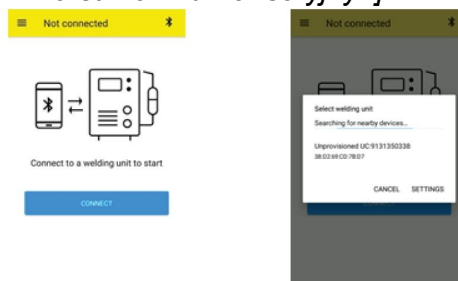 Not connected
Connect to a welding unit to start
CONNECT
Not connected
Select welding unit
Searching for nearby devices...
Unprovisioned UC:9131350338
38:D2:69:C0:7B:D7
CANCEL SETTINGS